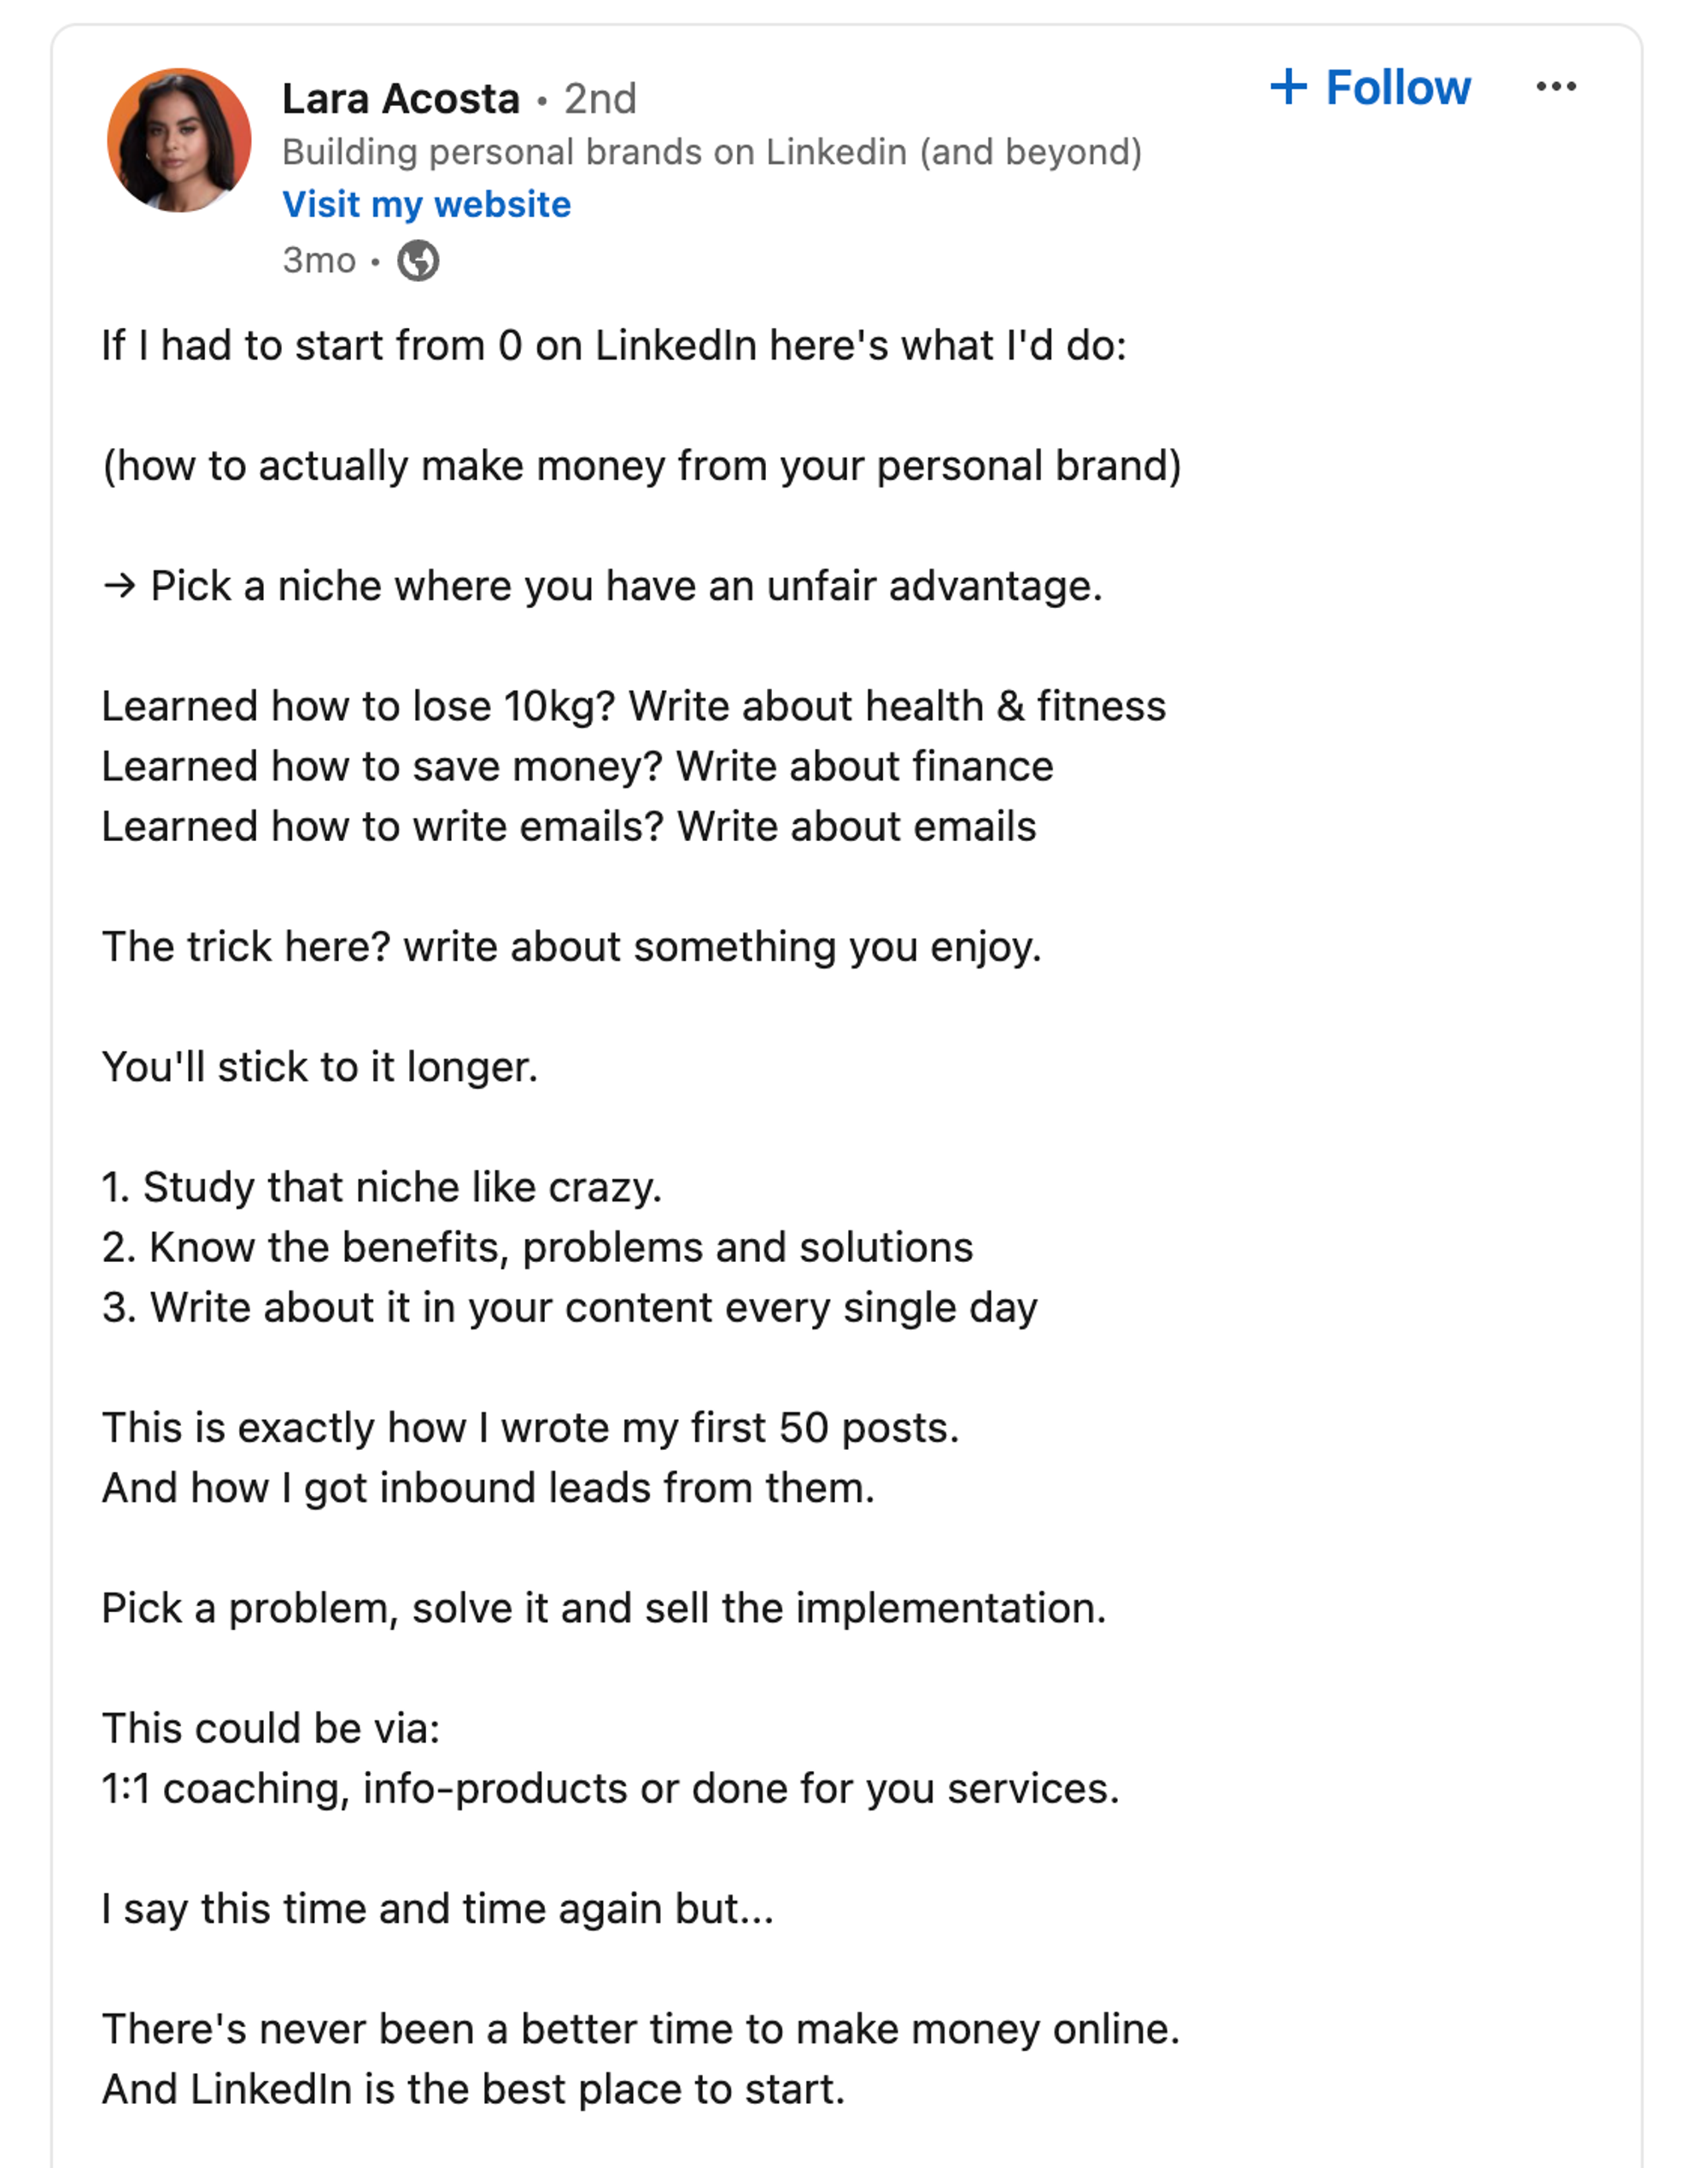 Lara Acosta • 2nd
+ Follow
Building personal brands on Linkedin (and beyond)
Visit my website
3mo •
If I had to start from 0 on LinkedIn here's what I'd do:
(how to actually make money from your personal brand)
→ Pick a niche where you have an unfair advantage.
Learned how to lose 10kg? Write about health & fitness
Learned how to save money? Write about finance
Learned how to write emails? Write about emails
The trick here? write about something you enjoy.
You'll stick to it longer.
1. Study that niche like crazy.
2. Know the benefits, problems and solutions
3. Write about it in your content every single day
This is exactly how I wrote my first 50 posts.
And how I got inbound leads from them.
Pick a problem, solve it and sell the implementation.
This could be via:
1:1 coaching, info-products or done for you services.
I say this time and time again but...
There's never been a better time to make money online.
And LinkedIn is the best place to start.